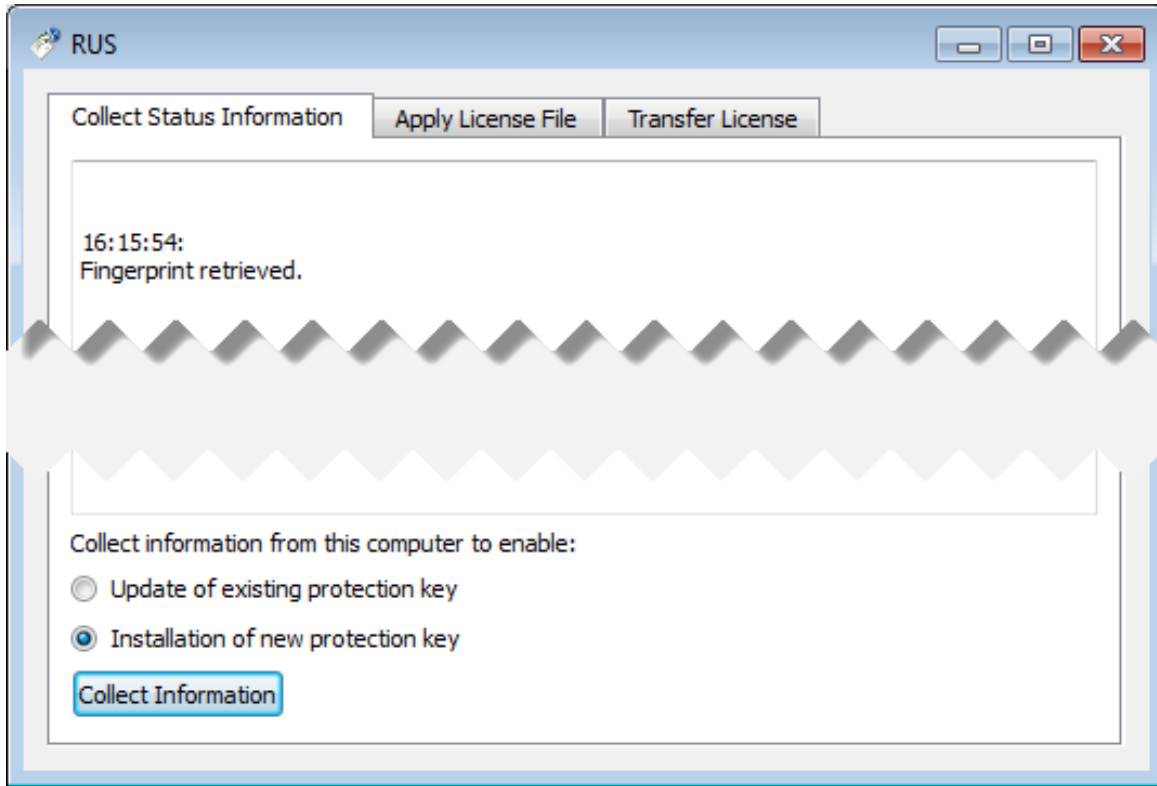 RUS
Collect Status Information
Apply License File
Transfer License
16:15:54:
Fingerprint retrieved.
Collect information from this computer to enable:
Update of existing protection key
Installation of new protection key
Collect Information